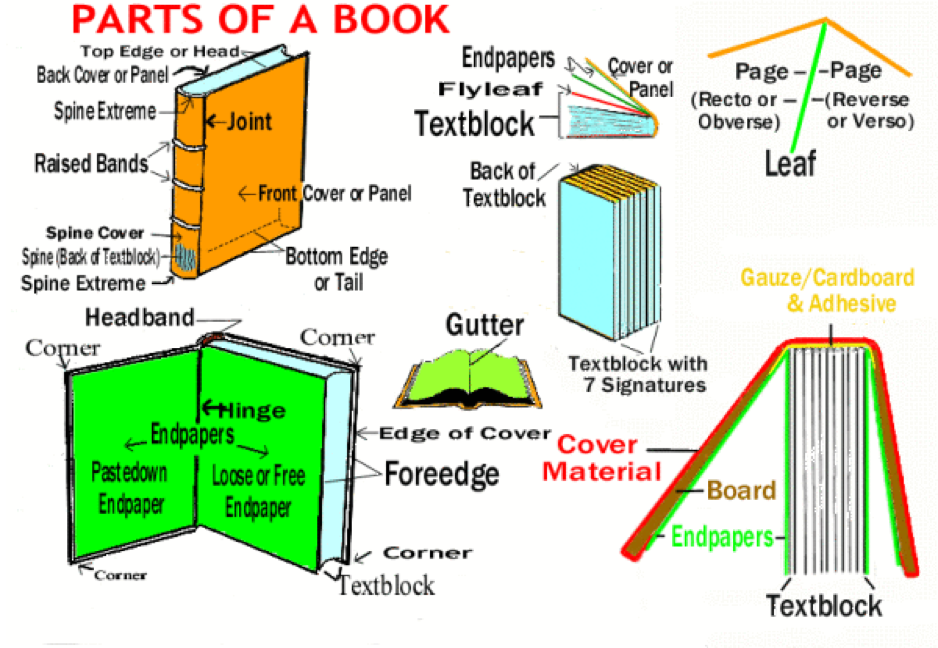 PARTS OF A BOOK
Top Edge or Head
Back Cover or Panel
Spine Extreme
Joint
Raised Bands
Front Cover or Panel
Spine Cover
Spine (Back of Textblock)
Spine Extreme
Bottom Edge
or Tail
Endpapers
Cover or
Panel
Flyleaf
Textblock
Back of
Textblock
Textblock with
7 Signatures
Page
Page
(Recto or
Obverse)
(Reverse
or Verso)
Leaf
Headband
Corner
Corner
Hinge
Endpapers
Pastedown
Endpaper
Loose or Free
Endpaper
Edge of Cover
Foreedge
Corner
Corner
Textblock
Gutter
Gauze/Cardboard
& Adhesive
Cover
Material
Board
Endpapers
Textblock